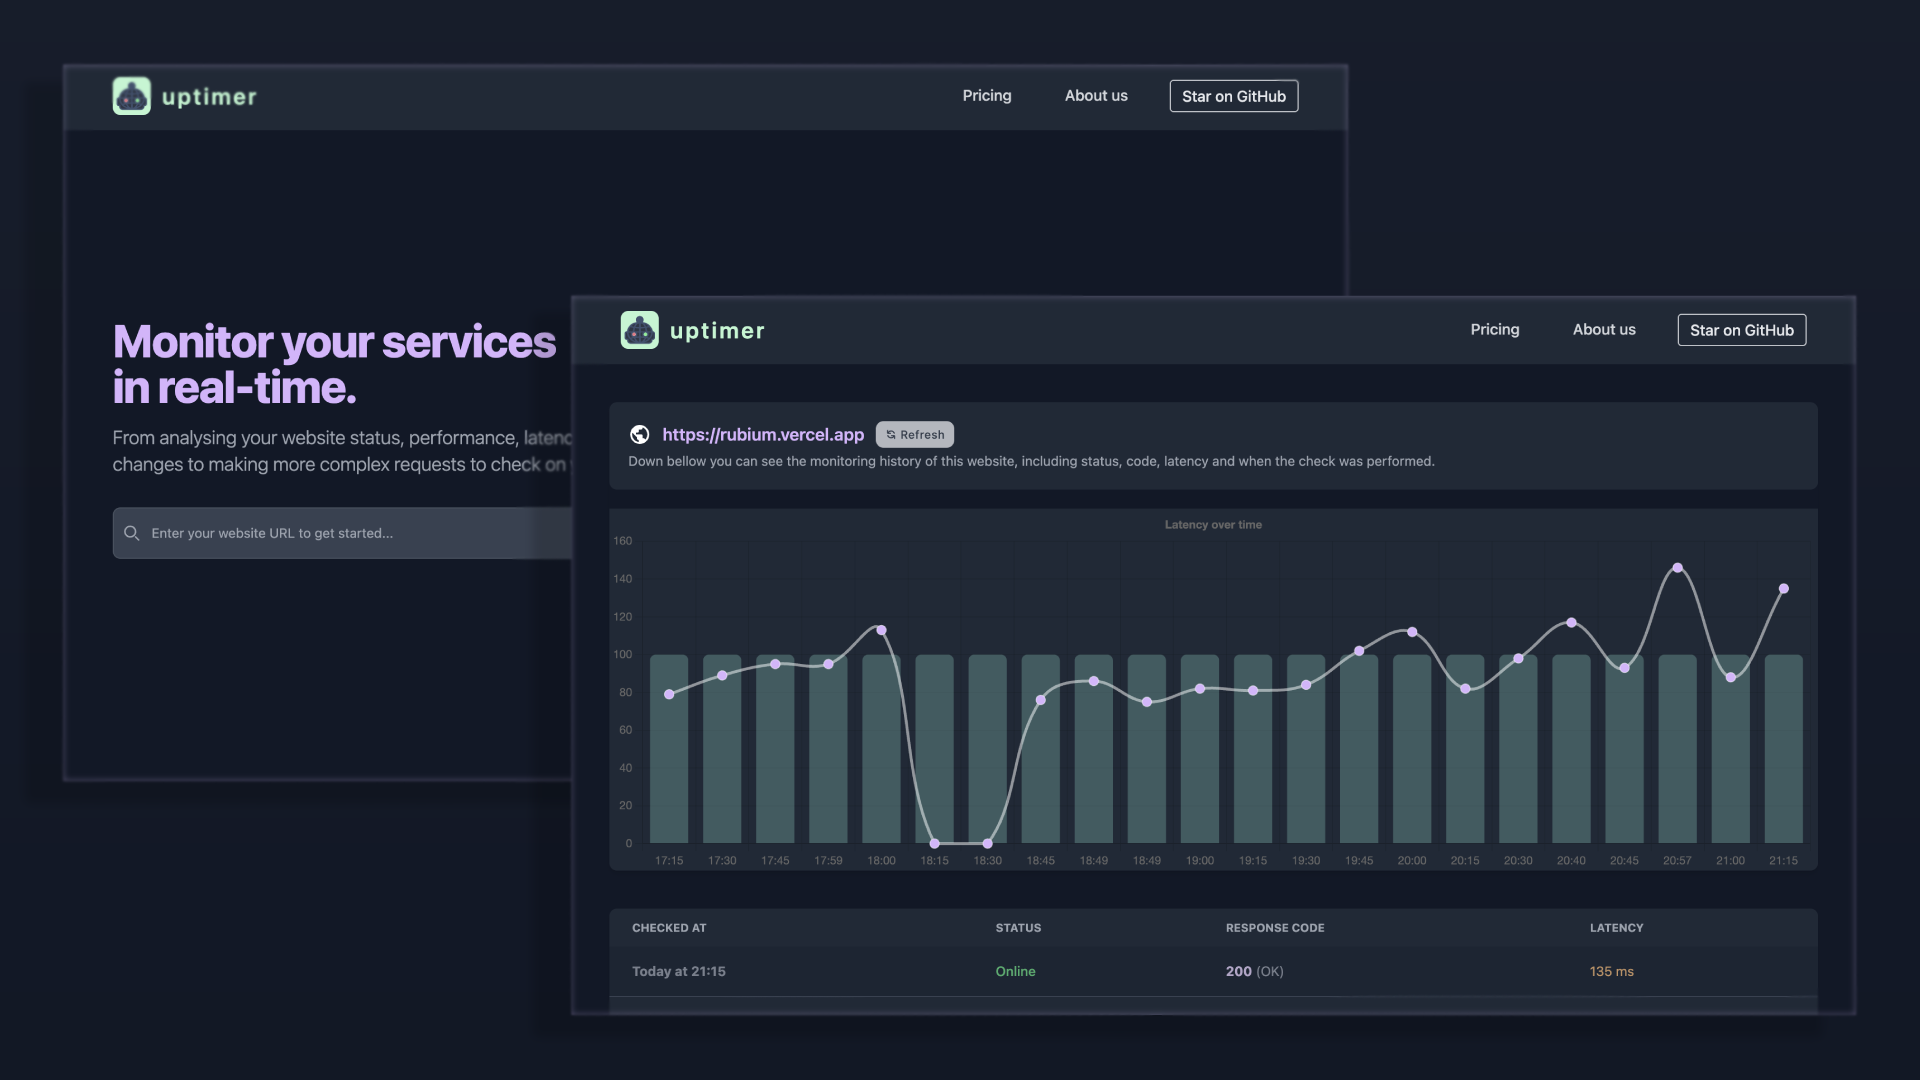 uptimer
Pricing
About us
Star on GitHub
Monitor your services
in real-time.
From analysing your website status, performance, latenc
changes to making more complex requests to check on
Enter your website URL to get started...
uptimer
Pricing
About us
Star on GitHub
https://rubium.vercel.app
Refresh
Down bellow you can see the monitoring history of this website, including status, code, latency and when the check was performed.
Latency over time
160
140
120
100
80
60
40
20
0
17:15 17:30 17:45 17:59 18:00 18:15 18:30 18:45 18:49 18:49 19:00 19:15 19:30 19:45 20:00 20:15 20:30 20:40 20:45 20:57 21:00 21:15
CHECKED AT STATUS RESPONSE CODE LATENCY
Today at 21:15 Online 200 (OK) 135 ms